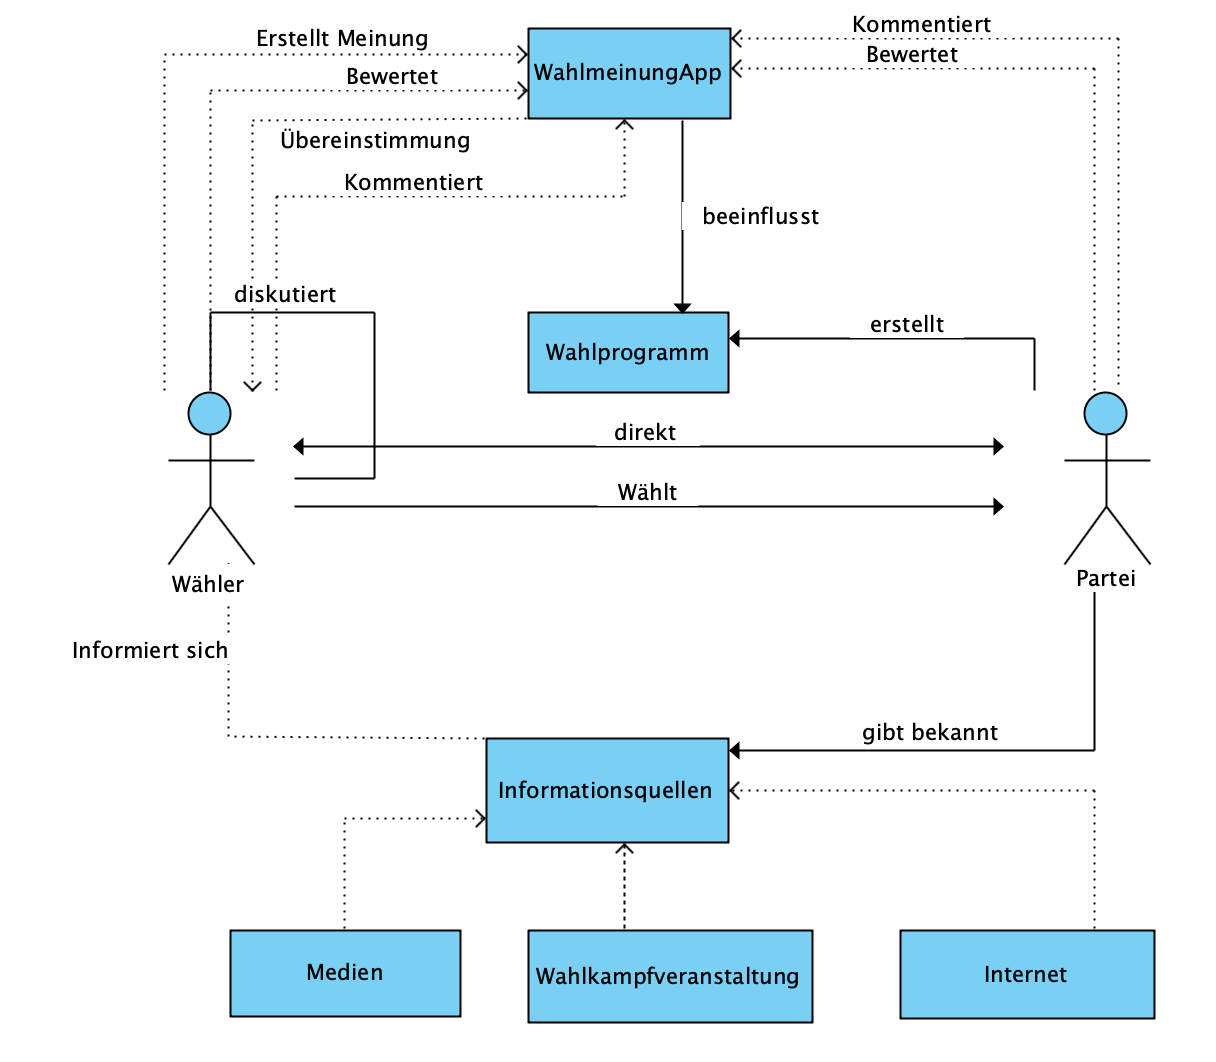 Kommentiert
Erstellt Meinung
Bewertet
WahlmeinungApp
Bewertet
Übereinstimmung
Kommentiert
beeinflusst
diskutiert
erstellt
Wahlprogramm
direkt
Wählt
Wähler
Partei
Informiert sich
gibt bekannt
Informationsquellen
Medien
Wahlkampfveranstaltung
Internet